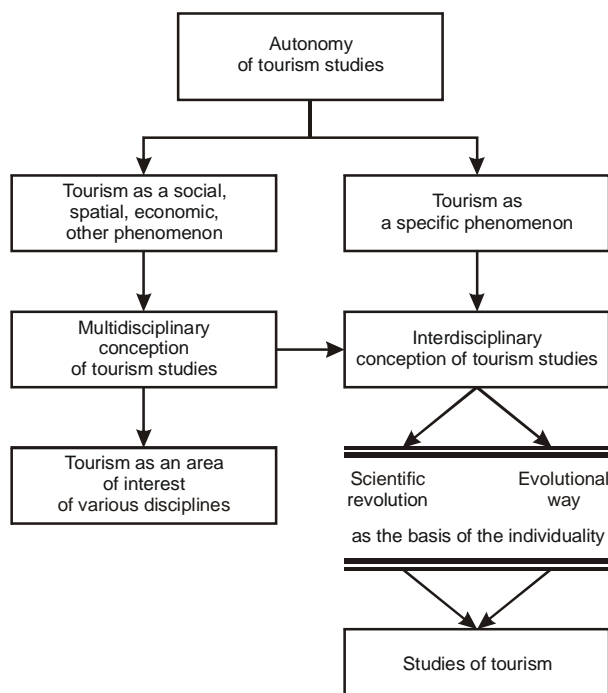 Autonomy
of tourism studies
Tourism as a social,
spatial, economic,
other phenomenon
Tourism as
a specific phenomenon
Multidisciplinary
conception
of tourism studies
Interdisciplinary
conception of tourism studies
Tourism as an area
of interest
of various disciplines
Scientific
revolution
Evolutional
way
as the basis of the individuality
Studies of tourism